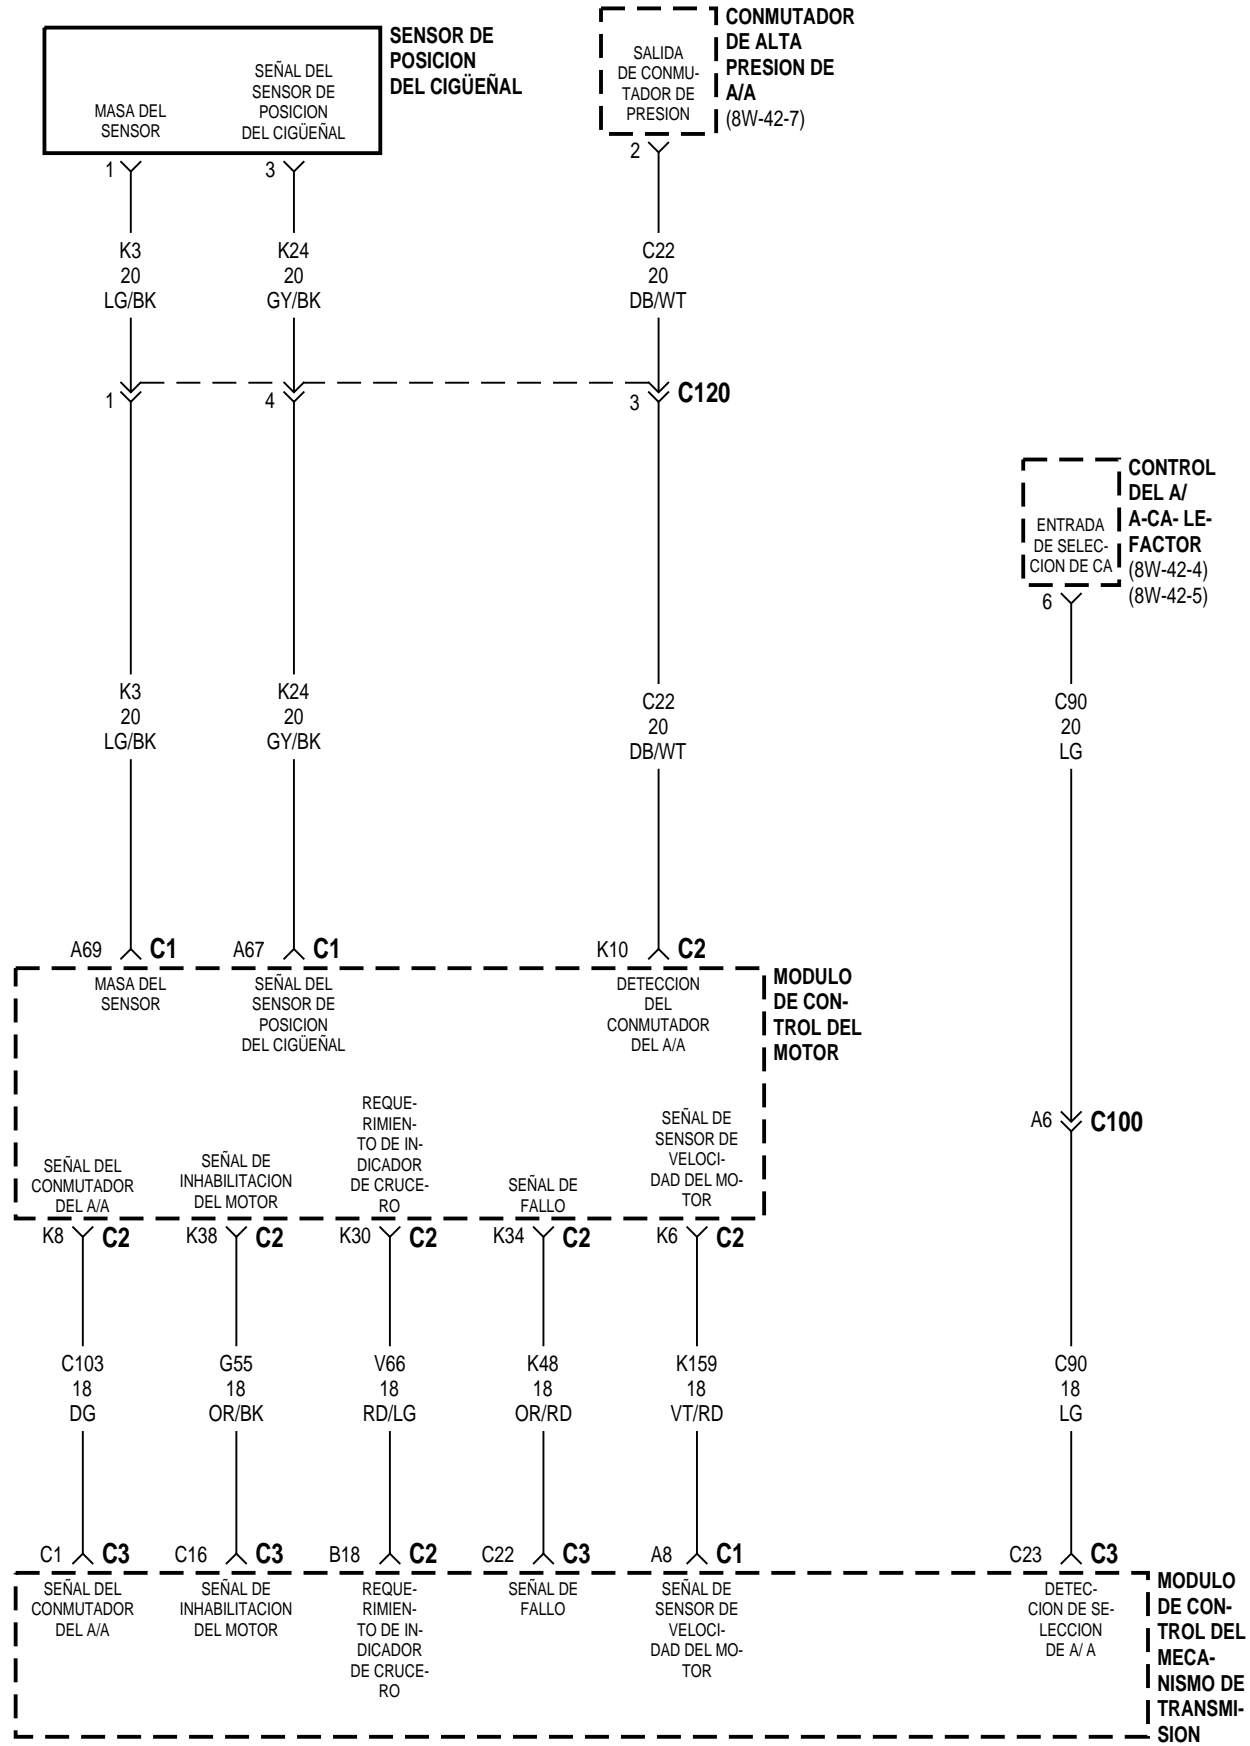 SENSOR DE
POSICION
DEL CIGÜEÑAL
MASA DEL
SENSOR
SEÑAL DEL
SENSOR DE
POSICION
DEL CIGÜEÑAL
CONMUTADOR
DE ALTA
PRESION DE
A/A
(8W-42-7)
SALIDA
DE CONMU-
TADOR DE
PRESION
1
3
2
K3
20
LG/BK
K24
20
GY/BK
C22
20
DB/WT
1
4
3
C120
CONTROL
DEL A/
A-CA- LE-
FACTOR
(8W-42-4)
(8W-42-5)
ENTRADA
DE SELEC-
CION DE CA
6
K3
20
LG/BK
K24
20
GY/BK
C22
20
DB/WT
C90
20
LG
A69 C1
A67 C1
K10 C2
MASA DEL
SENSOR
SEÑAL DEL
SENSOR DE
POSICION
DEL CIGÜEÑAL
DETECCION
DEL
CONMUTADOR
DEL A/A
MODULO
DE CON-
TROL DEL
MOTOR
SEÑAL DEL
CONMUTADOR
DEL A/A
SEÑAL DE
INHABILITACION
DEL MOTOR
REQUE-
RIMIEN-
TO DE IN-
DICADOR
DE CRUCE-
RO
SEÑAL DE
FALLO
SEÑAL DE
SENSOR DE
VELOCI-
DAD DEL MO-
TOR
A6 C100
K8 C2
K38 C2
K30 C2
K34 C2
K6 C2
C103
18
DG
G55
18
OR/BK
V66
18
RD/LG
K48
18
OR/RD
K159
18
VT/RD
C90
18
LG
C1 C3
C16 C3
B18 C2
C22 C3
A8 C1
C23 C3
SEÑAL DEL
CONMUTADOR
DEL A/A
SEÑAL DE
INHABILITACION
DEL MOTOR
REQUE-
RIMIEN-
TO DE IN-
DICADOR
DE CRUCE-
RO
SEÑAL DE
FALLO
SEÑAL DE
SENSOR DE
VELOCI-
DAD DEL MO-
TOR
DETEC-
CION DE SE-
LECCION
DE A/ A
MODULO
DE CON-
TROL DEL
MECA-
NISMO DE
TRANSMI-
SION